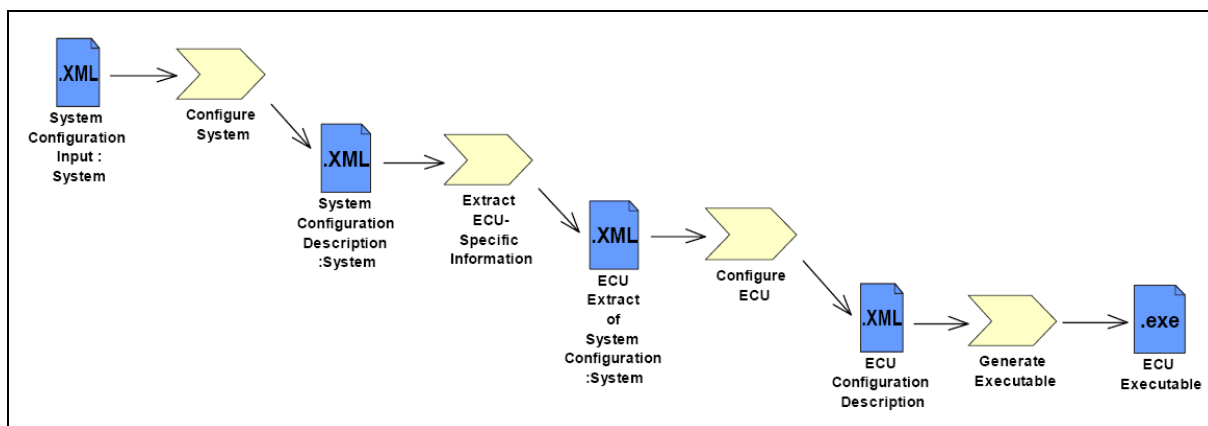 .XML
System
Configuration
Input :
System
Configure
System
.XML
System
Configuration
Description
:System
Extract
ECU-
Specific
Information
.XML
ECU
Extract
of
System
Configuration
:System
Configure
ECU
.XML
ECU
Configuration
Description
Generate
Executable
.exe
ECU
Executable